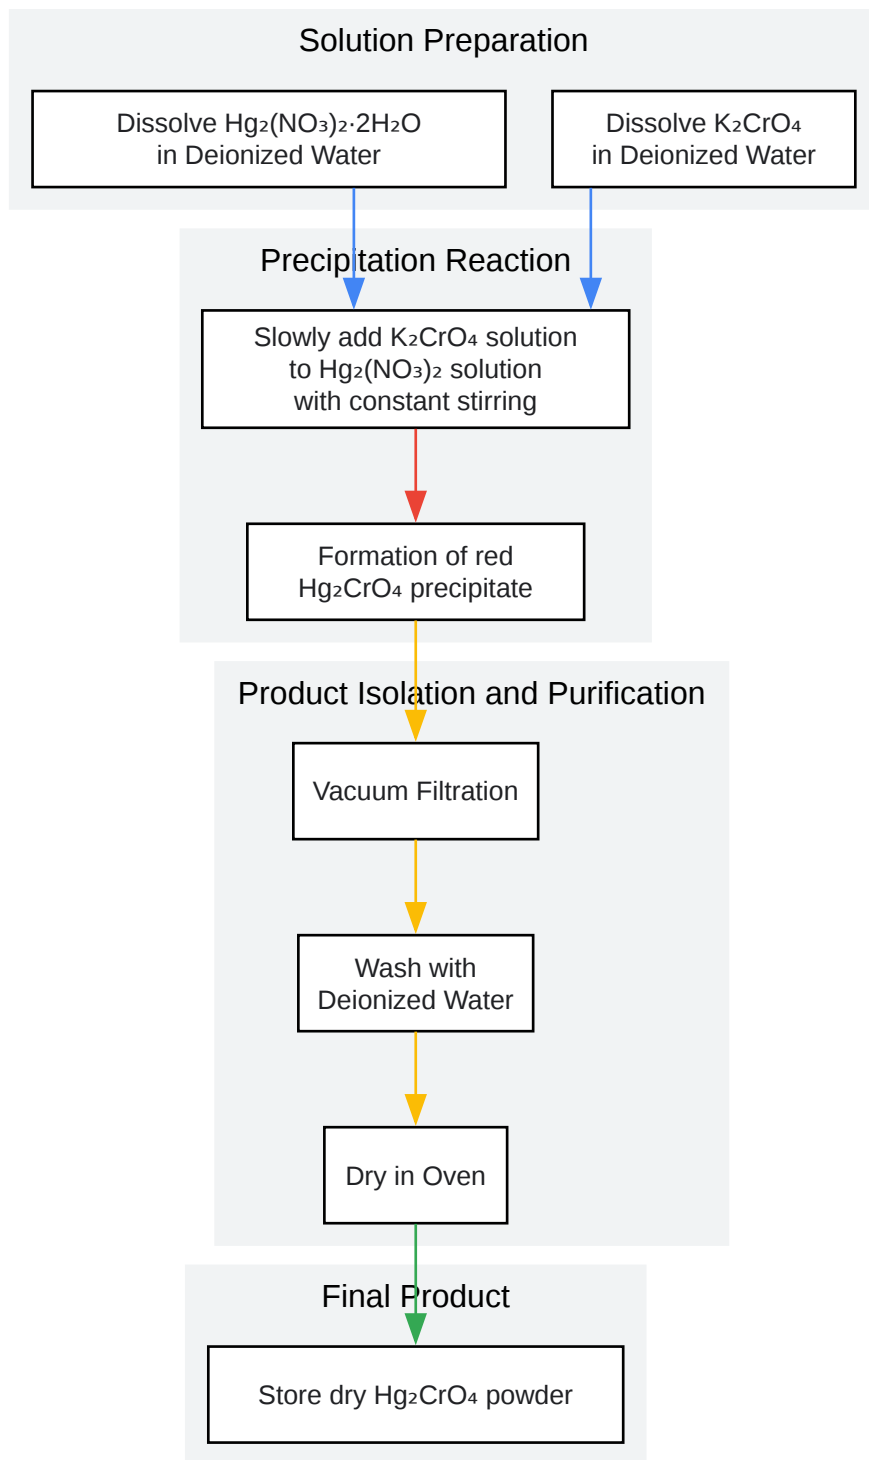 Solution Preparation
Dissolve Hg₂(NO₃)₂·2H₂O
in Deionized Water
Dissolve K₂CrO₄
in Deionized Water
Precipitation Reaction
Slowly add K₂CrO₄ solution
to Hg₂(NO₃)₂ solution
with constant stirring
Formation of red
Hg₂CrO₄ precipitate
Product Isolation and Purification
Vacuum Filtration
Wash with
Deionized Water
Dry in Oven
Final Product
Store dry Hg₂CrO₄ powder